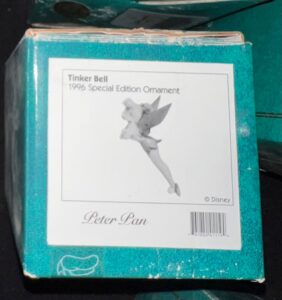 Tinker Bell
1996 Special Edition Ornament
© Disney
Peter Pan